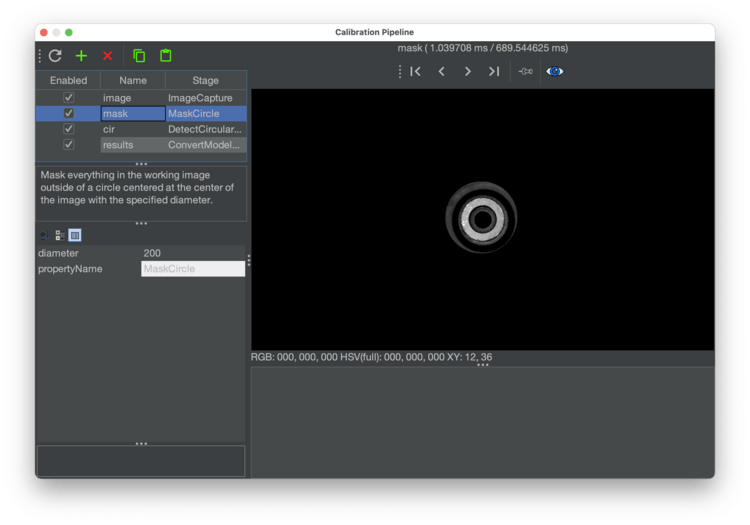 Calibration Pipeline
mask ( 1.039708 ms / 689.544625 ms)
Enabled Name Stage
image ImageCapture
mask MaskCircle
cir DetectCircular...
results ConvertModel...
Mask everything in the working image
outside of a circle centered at the center of
the image with the specified diameter.
diameter 200
propertyName MaskCircle
RGB: 000, 000, 000 HSV(full): 000, 000, 000 XY: 12, 36